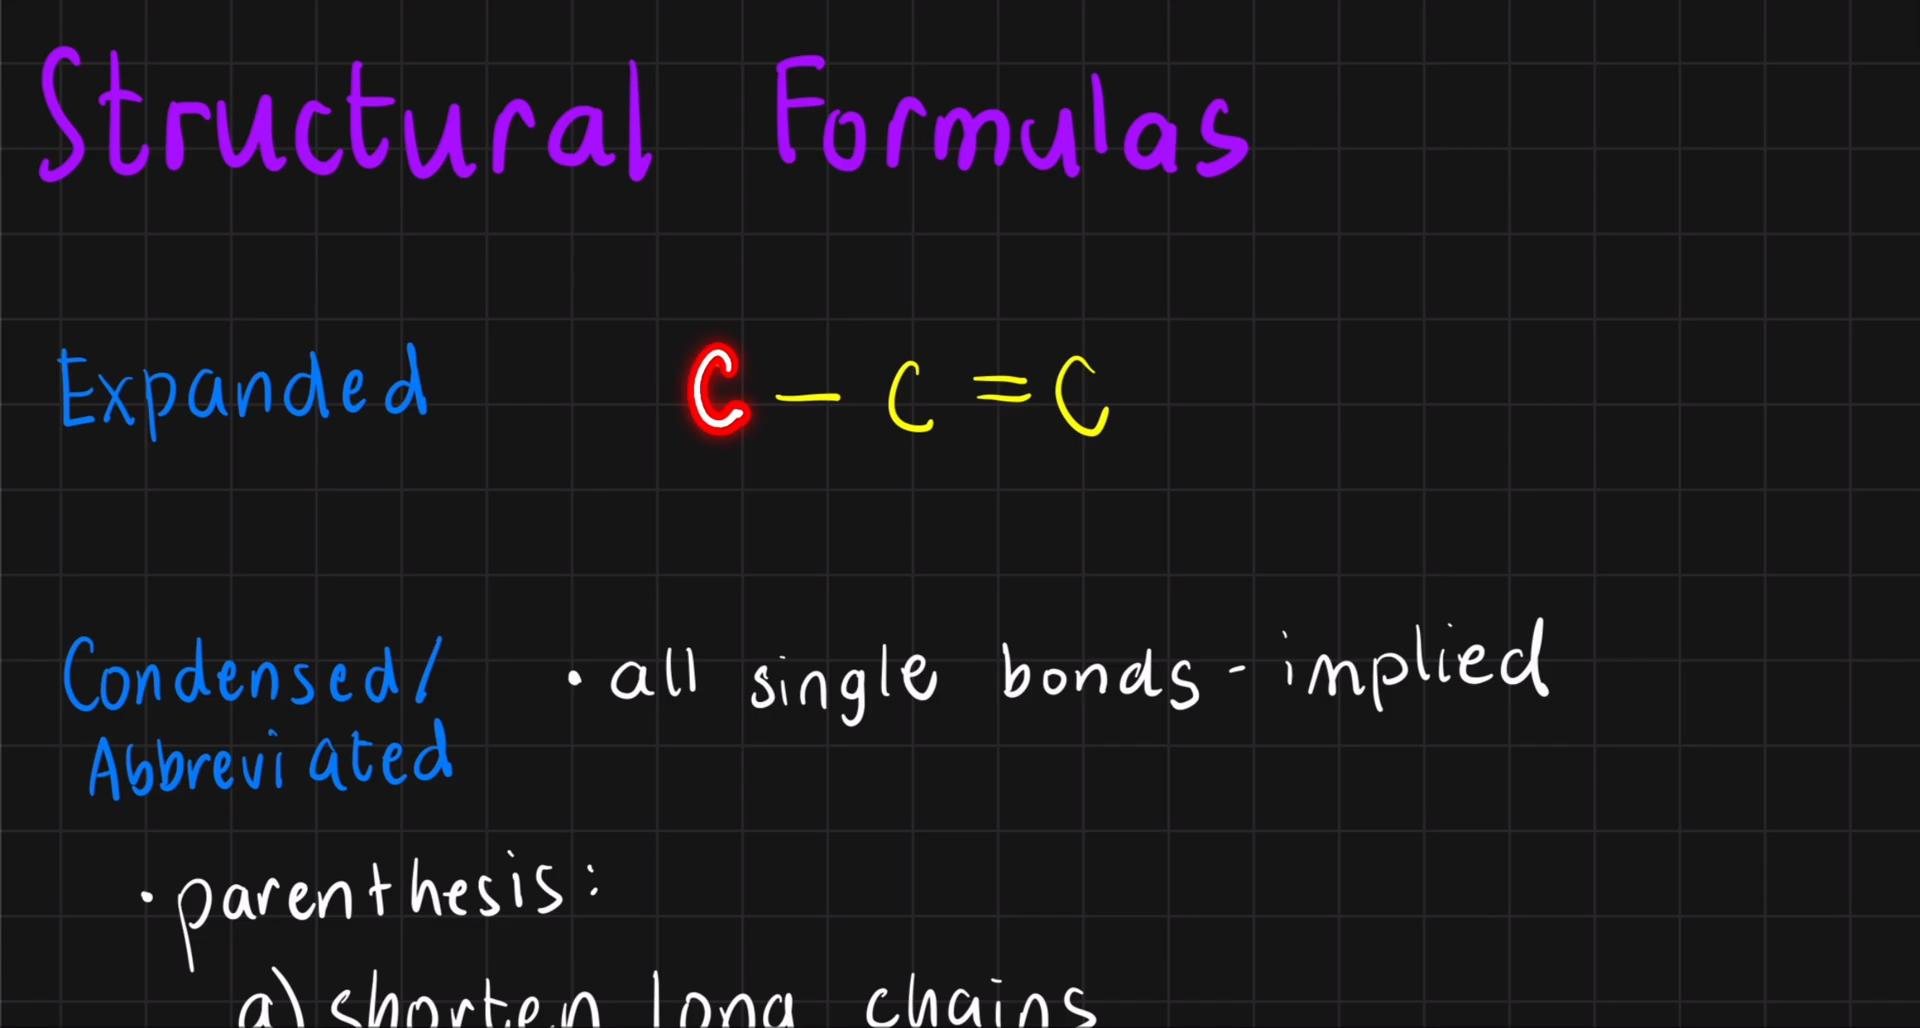 Structural Formulas
Expanded C - C = C
Condensed/ • all single bonds - implied
Abbreviated
• parenthesis:
a) shorten long chains